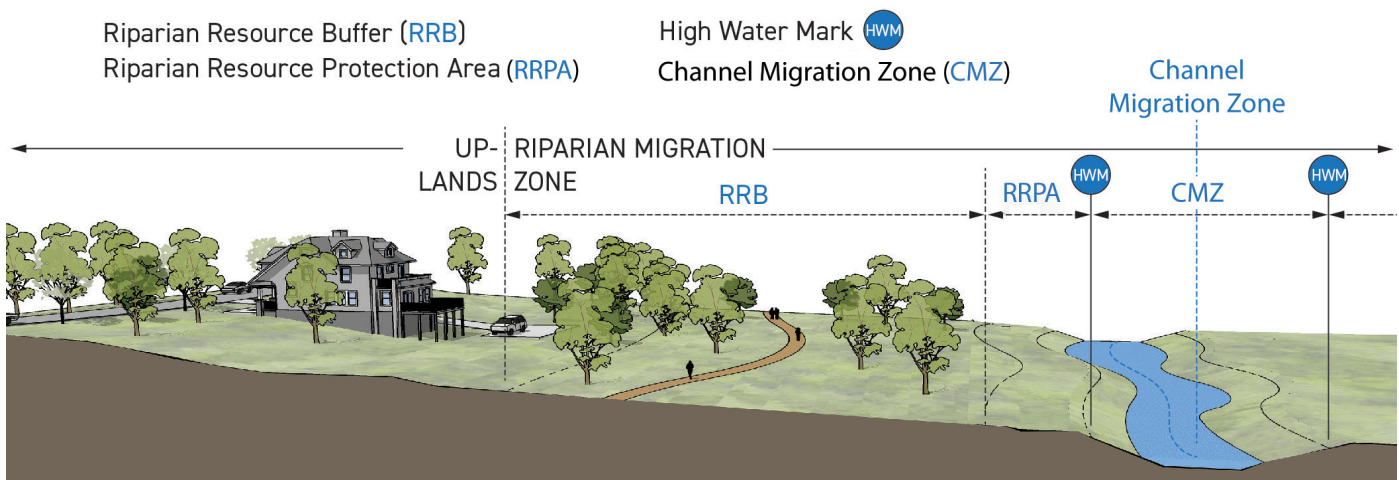 Riparian Resource Buffer (RRB)
Riparian Resource Protection Area (RRPA)
High Water Mark HWM
Channel Migration Zone (CMZ)
Channel
Migration Zone
UP-
LANDS
RIPARIAN MIGRATION
ZONE
RRB
RRPA
HWM
CMZ
HWM